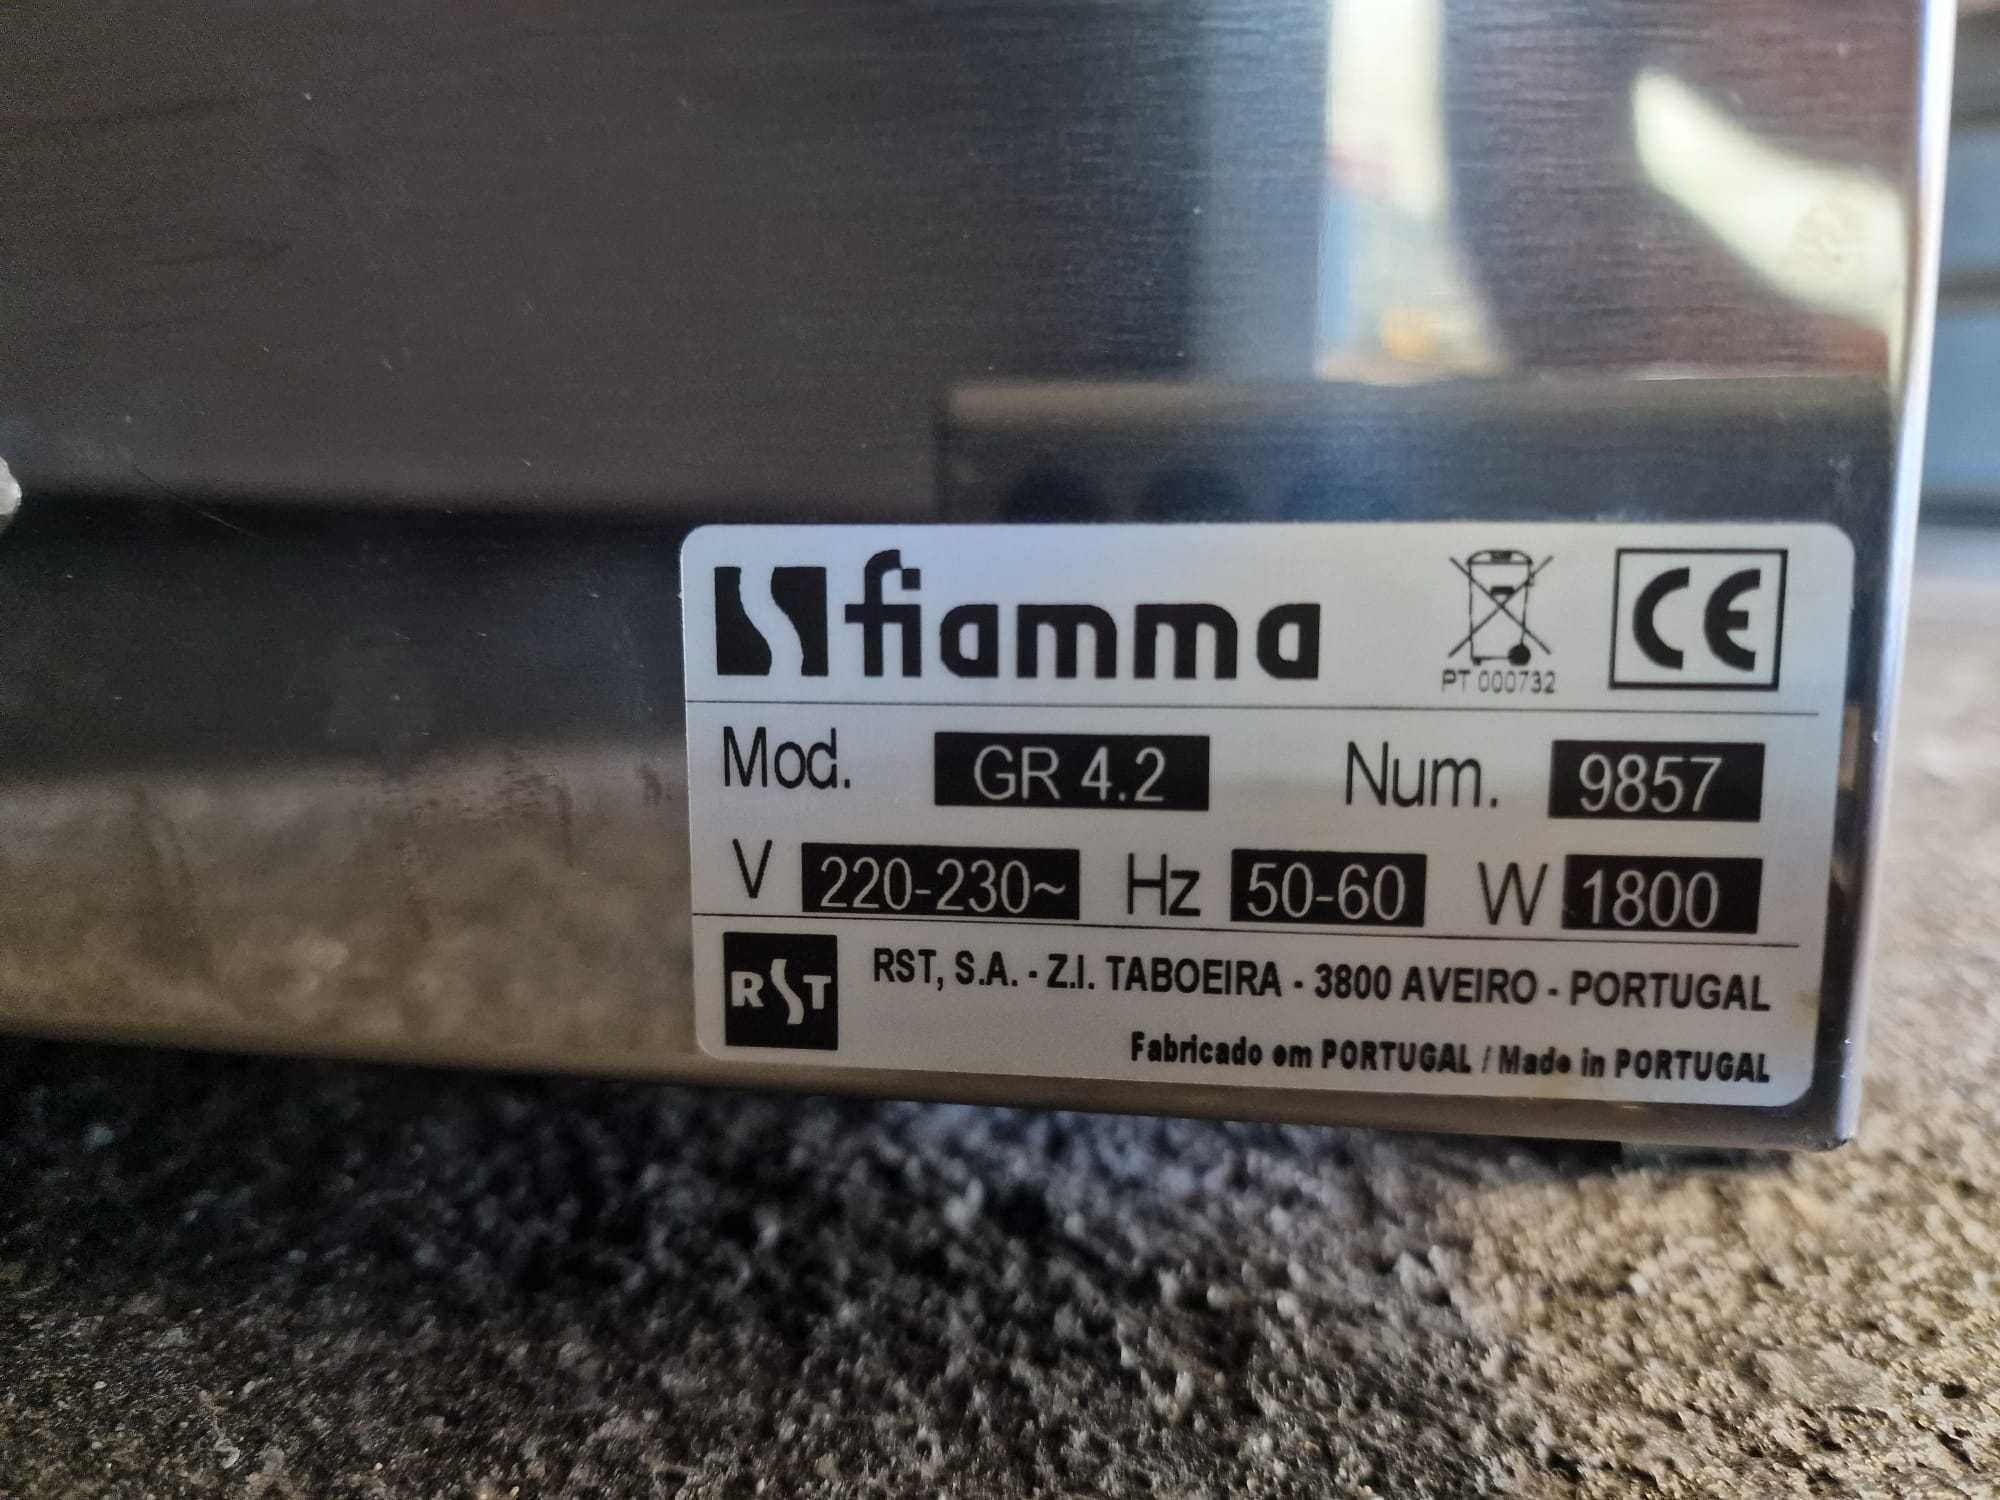 fiamma
PT 000732
CE
Mod. GR 4.2 Num. 9857
V 220-230~ Hz 50-60 W 1800
RST
RST, S.A. - Z.I. TABOEIRA - 3800 AVEIRO - PORTUGAL
Fabricado em PORTUGAL / Made in PORTUGAL